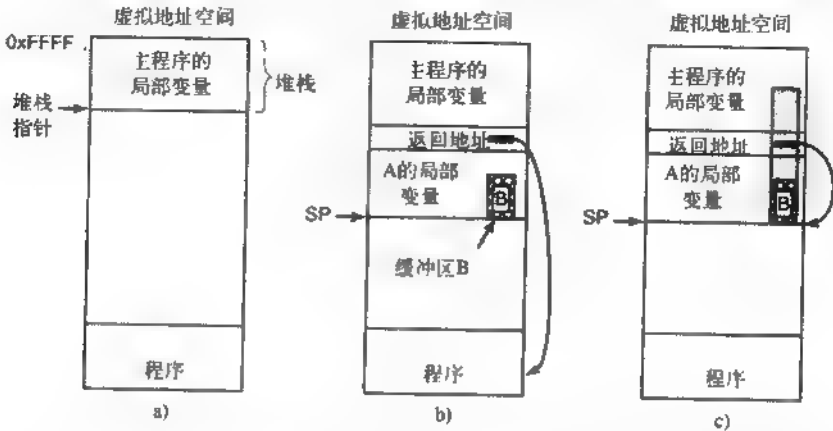 虚拟地址空间
0xFFFF
主程序的
局部变量
堆栈
堆栈
指针
程序
a)
虚拟地址空间
主程序的
局部变量
返回地址
A的局部
变量
B
SP
缓冲区B
程序
b)
虚拟地址空间
主程序的
局部变量
返回地址
A的局部
变量
B
SP
程序
c)